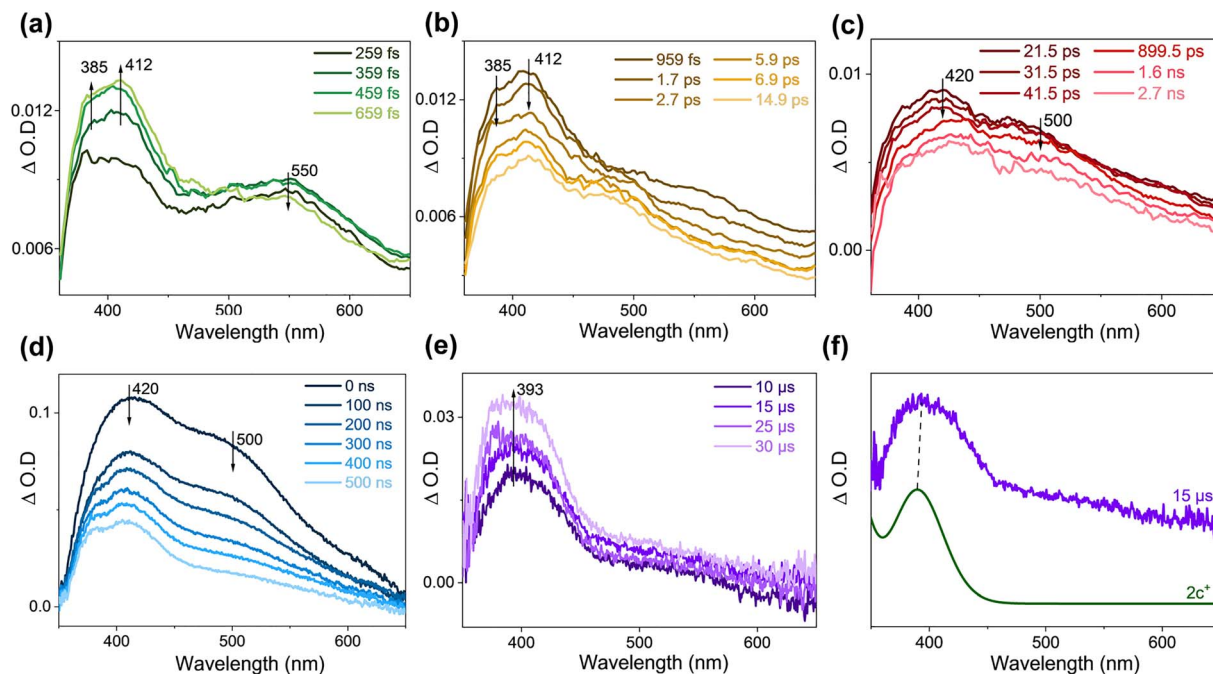 (a)
385
412
550
259 fs
359 fs
459 fs
659 fs
0.012
0.006
400
500
600
Δ O.D
Wavelength (nm)
(b)
385
412
959 fs
1.7 ps
2.7 ps
5.9 ps
6.9 ps
14.9 ps
0.012
0.006
400
500
600
Δ O.D
Wavelength (nm)
(c)
420
500
21.5 ps
31.5 ps
41.5 ps
899.5 ps
1.6 ns
2.7 ns
0.01
0.00
400
500
600
Δ O.D
Wavelength (nm)
(d)
420
500
0 ns
100 ns
200 ns
300 ns
400 ns
500 ns
0.1
0.0
400
500
600
Δ O.D
Wavelength (nm)
(e)
393
10 µs
15 µs
25 µs
30 µs
0.03
0.00
400
500
600
Δ O.D
Wavelength (nm)
(f)
15 µs
2c⁺
400
500
600
Δ O.D
Wavelength (nm)